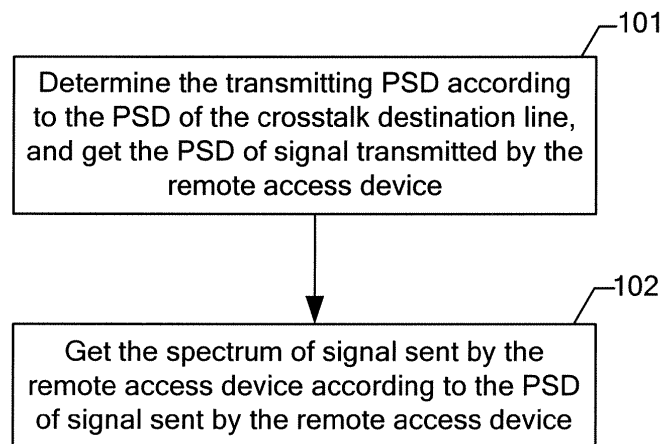 101
Determine the transmitting PSD according
to the PSD of the crosstalk destination line,
and get the PSD of signal transmitted by the
remote access device
102
Get the spectrum of signal sent by the
remote access device according to the PSD
of signal sent by the remote access device